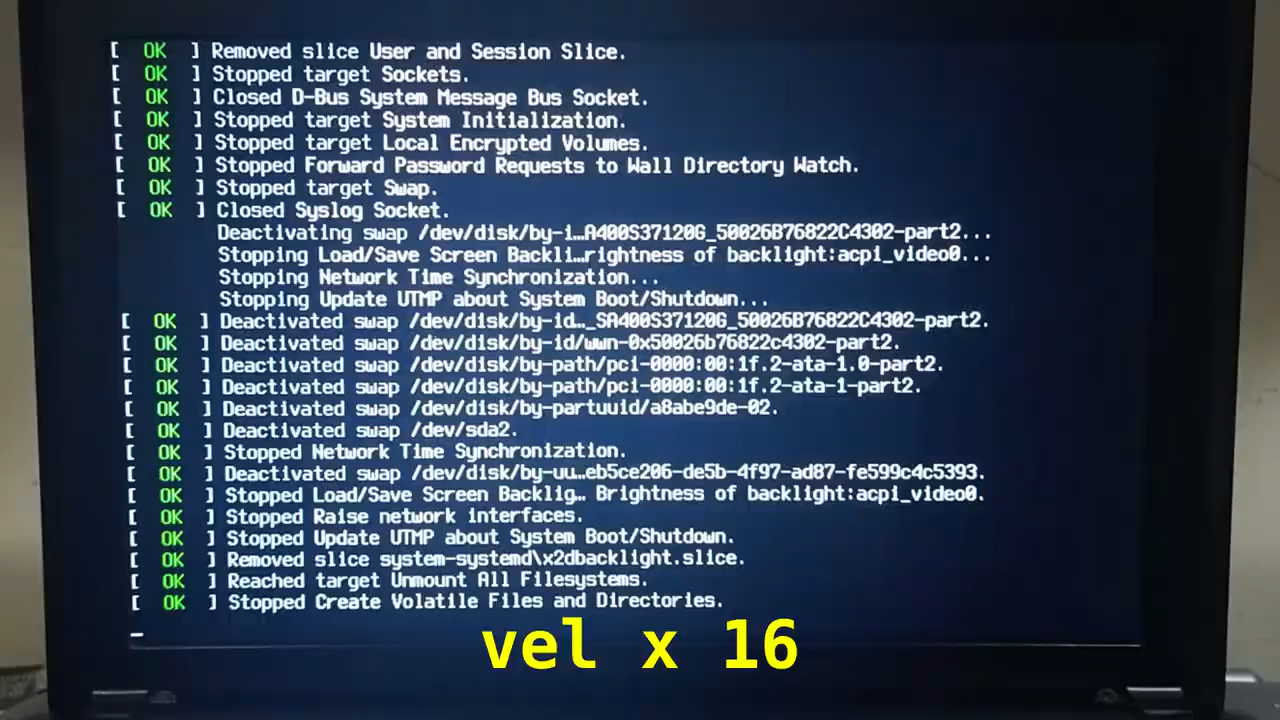 [ OK ] Removed slice User and Session Slice.
[ OK ] Stopped target Sockets.
[ OK ] Closed D-Bus System Message Bus Socket.
[ OK ] Stopped target System Initialization.
[ OK ] Stopped target Local Encrypted Volumes.
[ OK ] Stopped Forward Password Requests to Wall Directory Watch.
[ OK ] Stopped target Swap.
[ OK ] Closed Syslog Socket.
Deactivating swap /dev/disk/by-i…A400S37120G_50026B76822C4302-part2...
Stopping Load/Save Screen Backli…rightness of backlight:acpi_video0...
Stopping Network Time Synchronization...
Stopping Update UTMP about System Boot/Shutdown...
[ OK ] Deactivated swap /dev/disk/by-id…_SA400S37120G_50026B76822C4302-part2.
[ OK ] Deactivated swap /dev/disk/by-id/wwn-0x50026b76822c4302-part2.
[ OK ] Deactivated swap /dev/disk/by-path/pci-0000:00:1f.2-ata-1.0-part2.
[ OK ] Deactivated swap /dev/disk/by-path/pci-0000:00:1f.2-ata-1-part2.
[ OK ] Deactivated swap /dev/disk/by-partuuid/a8abe9de-02.
[ OK ] Deactivated swap /dev/sda2.
[ OK ] Stopped Network Time Synchronization.
[ OK ] Deactivated swap /dev/disk/by-uu…eb5ce206-de5b-4f97-ad87-fe599c4c5393.
[ OK ] Stopped Load/Save Screen Backlig… Brightness of backlight:acpi_video0.
[ OK ] Stopped Raise network interfaces.
[ OK ] Stopped Update UTMP about System Boot/Shutdown.
[ OK ] Removed slice system-systemd\x2dbacklight.slice.
[ OK ] Reached target Unmount All Filesystems.
[ OK ] Stopped Create Volatile Files and Directories.
vel x 16